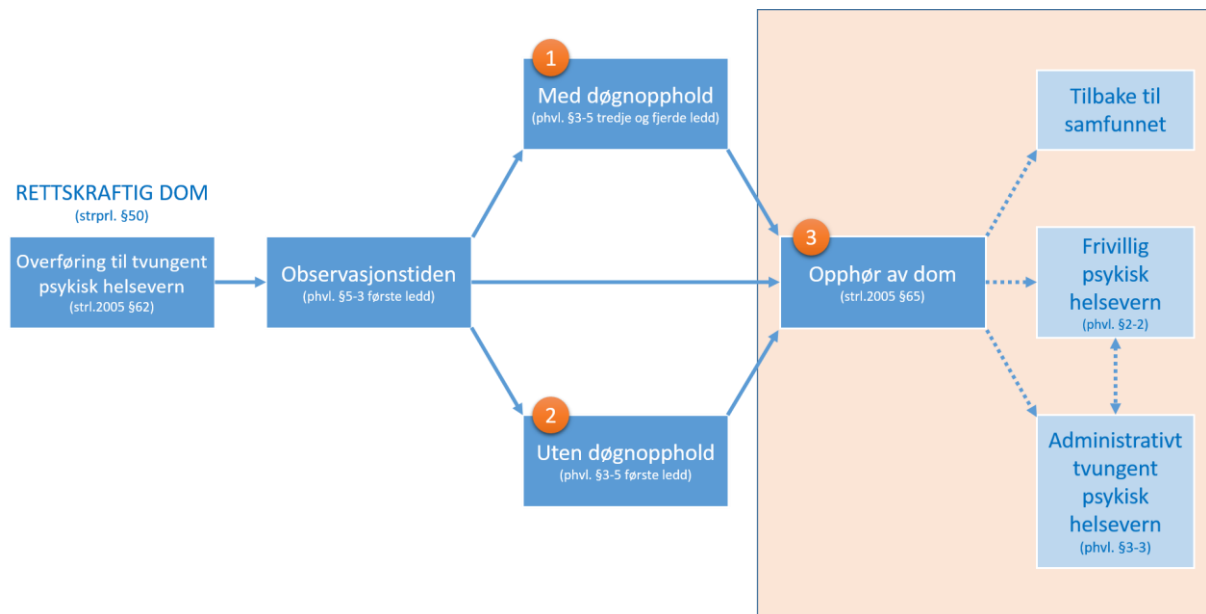 RETTSKRAFTIG DOM
(strprl. §50)
Overføring til tvungent
psykisk helsevern
(strl.2005 §62)
Observasjonstiden
(phvl. §5-3 første ledd)
1
Med døgnopphold
(phvl. §3-5 tredje og fjerde ledd)
2
Uten døgnopphold
(phvl. §3-5 første ledd)
3
Opphør av dom
(strl.2005 §65)
Tilbake til
samfunnet
Frivillig
psykisk
helsevern
(phvl. §2-2)
Administrativt
tvungent
psykisk
helsevern
(phvl. §3-3)